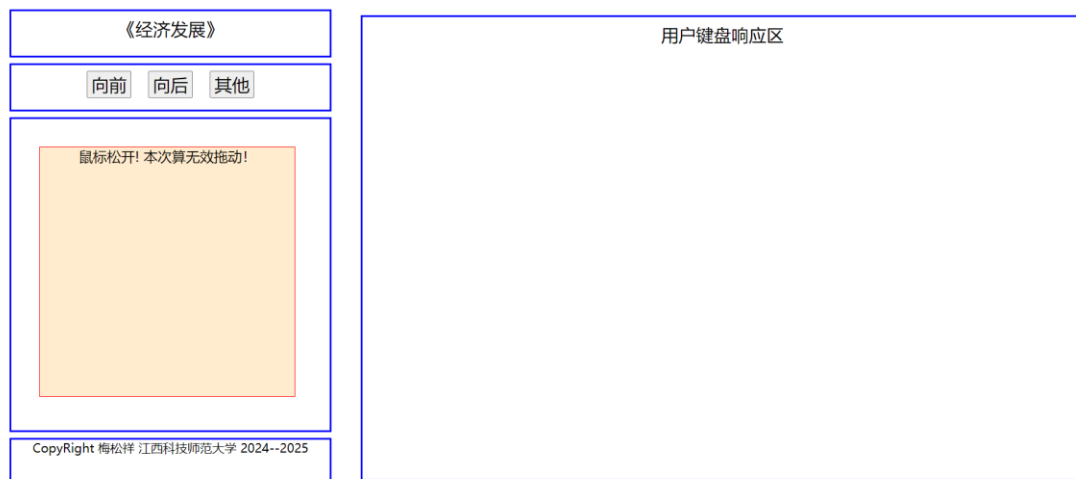 《经济发展》
向前 向后 其他
鼠标松开! 本次算无效拖动!
CopyRight 梅松祥 江西科技师范大学 2024--2025
用户键盘响应区